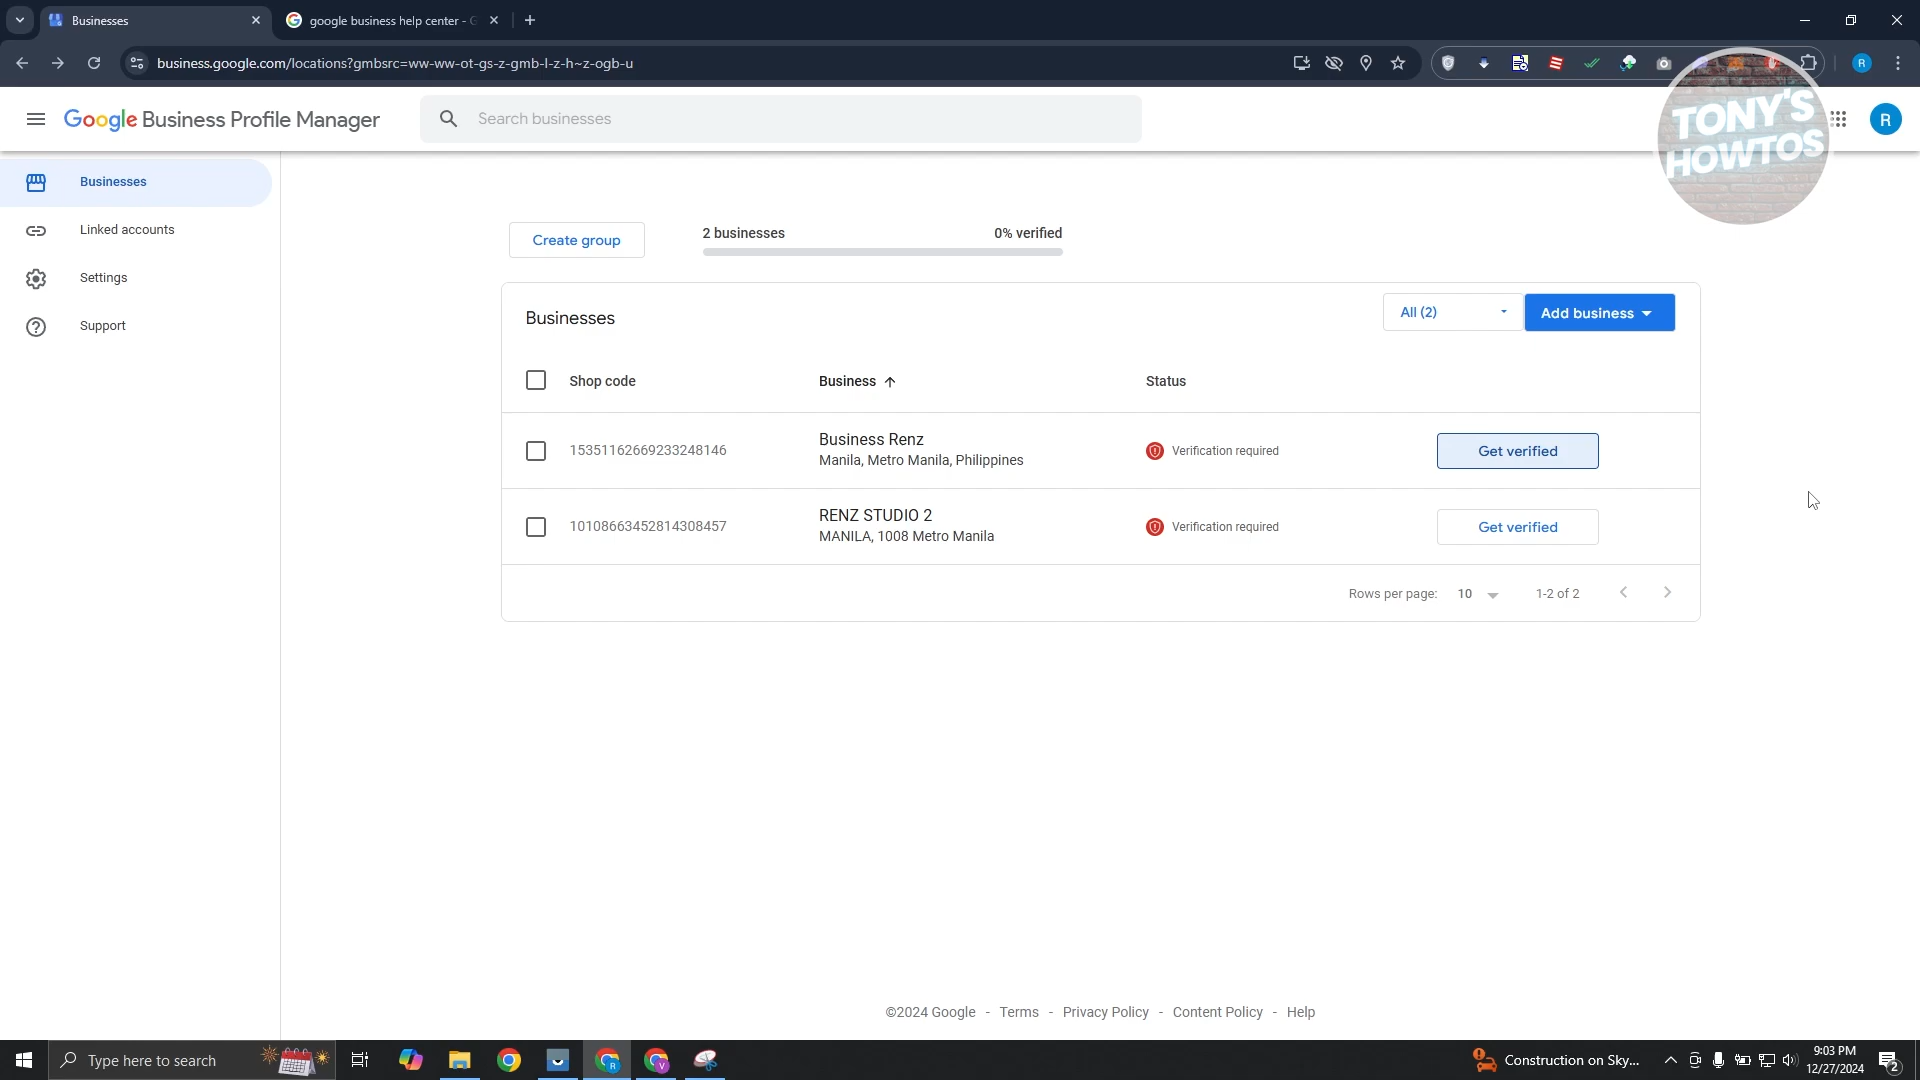 Businesses
google business help center - G
business.google.com/locations?gmbsrc=ww-ww-ot-gs-z-gmb-l-z-h~z-ogb-u
R
Google Business Profile Manager
Search businesses
TONY'S
HOWTOS
R
Businesses
Linked accounts
Settings
Support
Create group
2 businesses
0% verified
Businesses
All (2)
Add business
Shop code
Business
Status
15351162669233248146
Business Renz
Manila, Metro Manila, Philippines
Verification required
Get verified
10108663452814308457
RENZ STUDIO 2
MANILA, 1008 Metro Manila
Verification required
Get verified
Rows per page:
10
1-2 of 2
©2024 Google - Terms - Privacy Policy - Content Policy - Help
Type here to search
R
V
Construction on Sky...
9:03 PM
12/27/2024
2